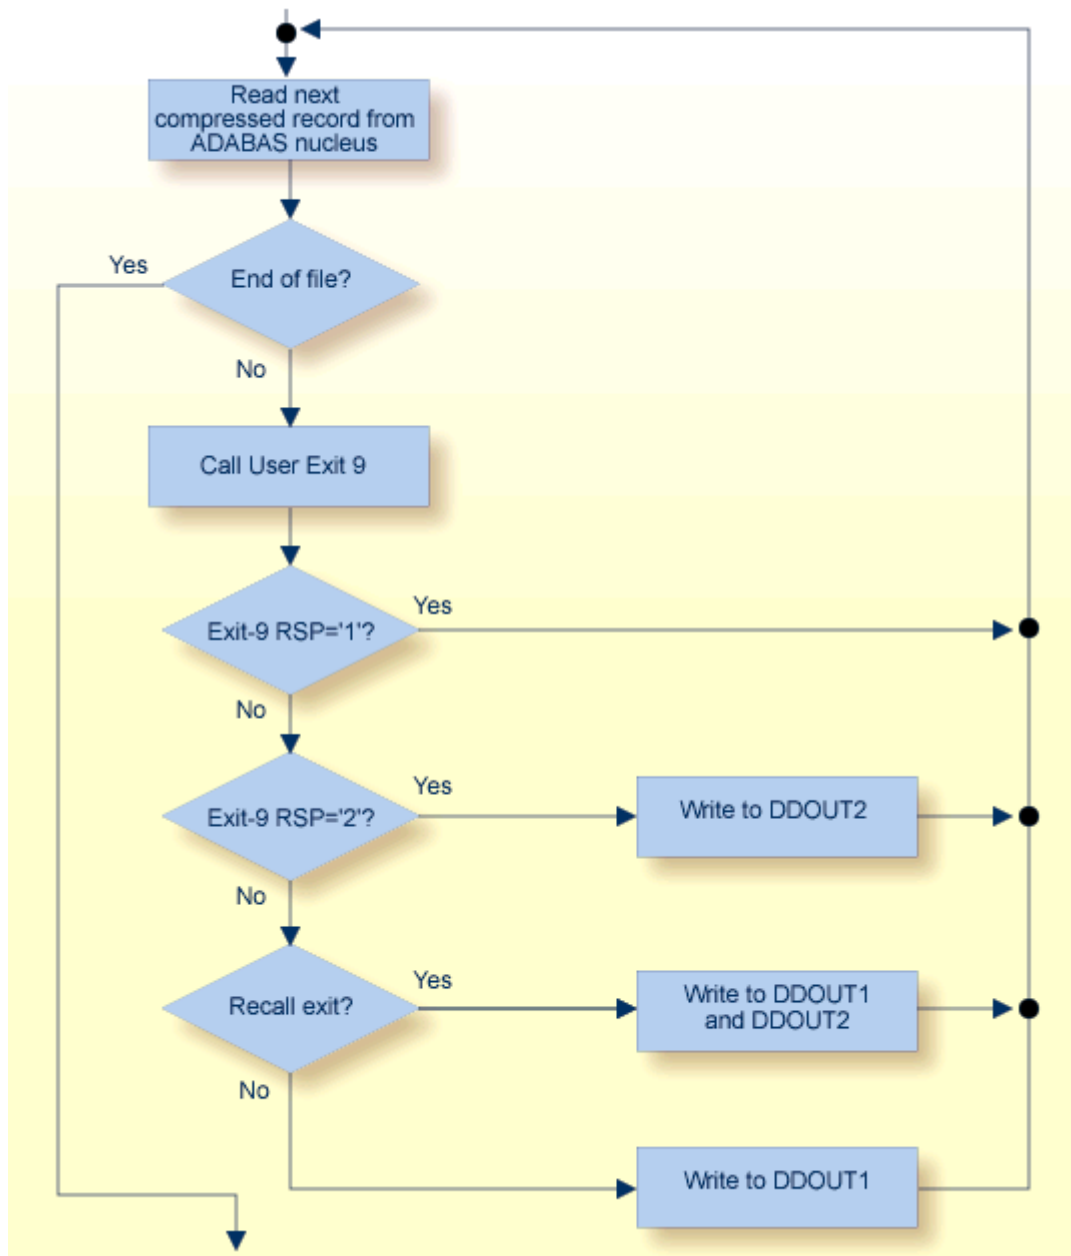 Read next
compressed record from
ADABAS nucleus
Yes
End of file?
No
Call User Exit 9
Yes
Exit-9 RSP='1'?
No
Yes
Exit-9 RSP='2'?
Write to DDOUT2
No
Yes
Recall exit?
Write to DDOUT1
and DDOUT2
No
Write to DDOUT1